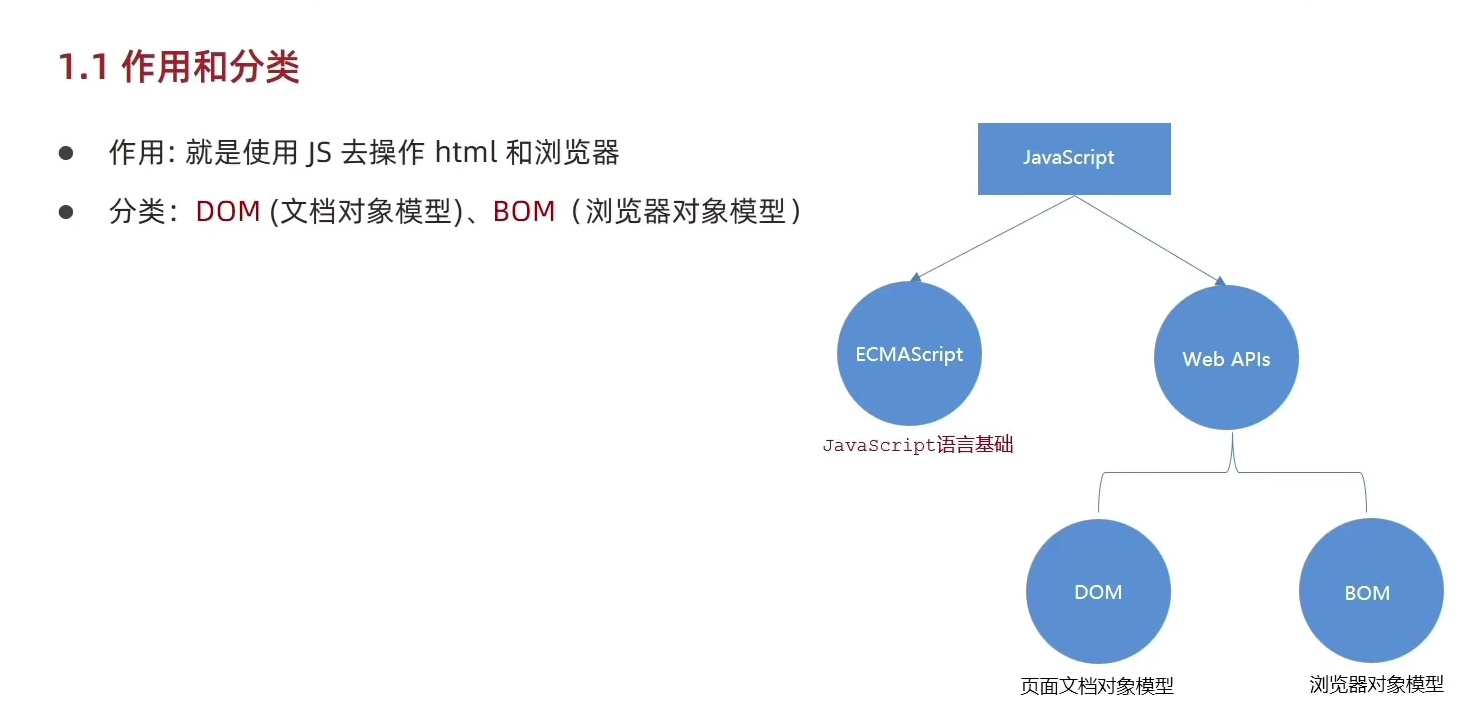 1.1 作用和分类
● 作用: 就是使用 JS 去操作 html 和浏览器
● 分类：DOM (文档对象模型)、BOM（浏览器对象模型）
JavaScript
ECMAScript
Web APIs
JavaScript语言基础
DOM
BOM
页面文档对象模型
浏览器对象模型